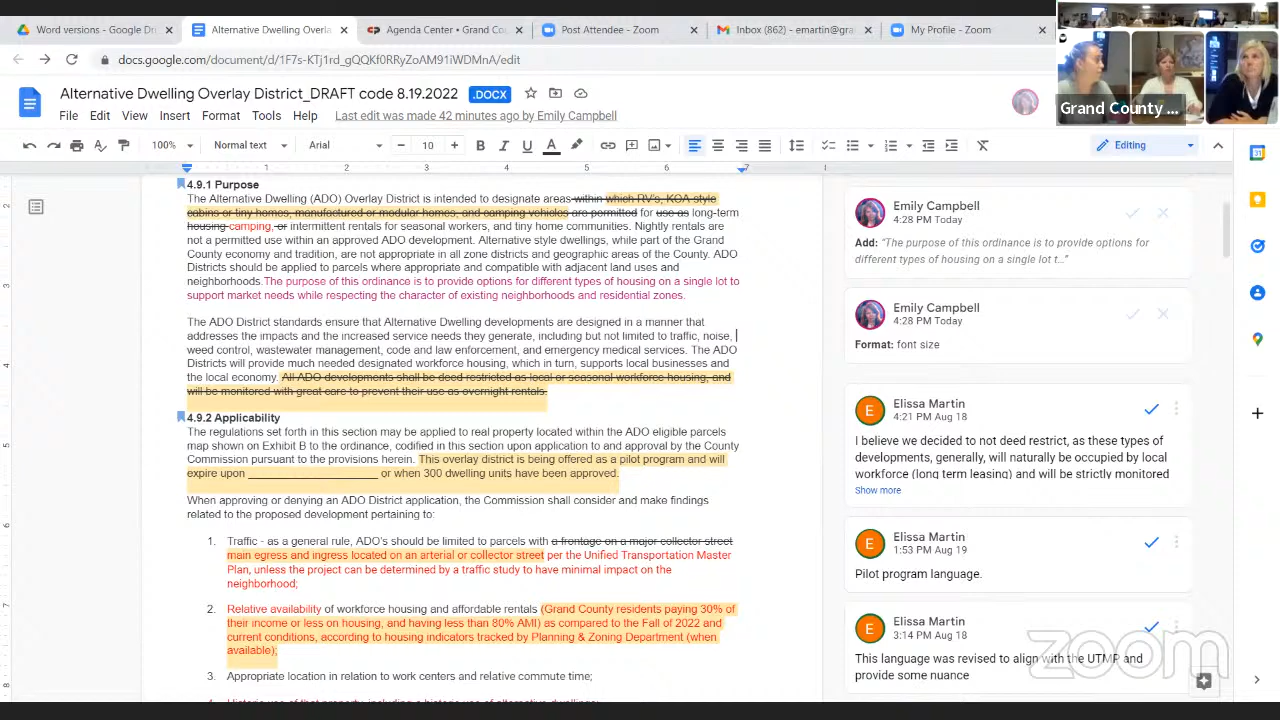 Word versions - Google Dri
Alternative Dwelling Overla
Agenda Center • Grand Co
Post Attendee - Zoom
Inbox (862) - emartin@gra
My Profile - Zoom
docs.google.com/document/d/1F7s-KTj1rd_gQQKf0RRyZoAM91iWDMnA/edit
Grand County ...
Alternative Dwelling Overlay District_DRAFT code 8.19.2022 .DOCX
File Edit View Insert Format Tools Help Last edit was made 42 minutes ago by Emily Campbell
100% Normal text Arial 10 Editing
4.9.1 Purpose
The Alternative Dwelling (ADO) Overlay District is intended to designate areas within which RV's, KOA style
cabins or tiny homes, manufactured or modular homes, and camping vehicles are permitted for use as long-term
housing camping, or intermittent rentals for seasonal workers, and tiny home communities. Nightly rentals are
not a permitted use within an approved ADO development. Alternative style dwellings, while part of the Grand
County economy and tradition, are not appropriate in all zone districts and geographic areas of the County. ADO
Districts should be applied to parcels where appropriate and compatible with adjacent land uses and
neighborhoods.The purpose of this ordinance is to provide options for different types of housing on a single lot to
support market needs while respecting the character of existing neighborhoods and residential zones.
The ADO District standards ensure that Alternative Dwelling developments are designed in a manner that
addresses the impacts and the increased service needs they generate, including but not limited to traffic, noise,
weed control, wastewater management, code and law enforcement, and emergency medical services. The ADO
Districts will provide much needed designated workforce housing, which in turn, supports local businesses and
the local economy. All ADO developments shall be deed restricted as local or seasonal workforce housing, and
will be monitored with great care to prevent their use as overnight rentals.
4.9.2 Applicability
The regulations set forth in this section may be applied to real property located within the ADO eligible parcels
map shown on Exhibit B to the ordinance, codified in this section upon application to and approval by the County
Commission pursuant to the provisions herein. This overlay district is being offered as a pilot program and will
expire upon ______________________ or when 300 dwelling units have been approved.
When approving or denying an ADO District application, the Commission shall consider and make findings
related to the proposed development pertaining to:
1. Traffic - as a general rule, ADO's should be limited to parcels with a frontage on a major collector street
main egress and ingress located on an arterial or collector street per the Unified Transportation Master
Plan, unless the project can be determined by a traffic study to have minimal impact on the
neighborhood;
2. Relative availability of workforce housing and affordable rentals (Grand County residents paying 30% of
their income or less on housing, and having less than 80% AMI) as compared to the Fall of 2022 and
current conditions, according to housing indicators tracked by Planning & Zoning Department (when
available);
3. Appropriate location in relation to work centers and relative commute time;
Emily Campbell
4:28 PM Today
Add: "The purpose of this ordinance is to provide options for
different types of housing on a single lot t..."
Emily Campbell
4:28 PM Today
Format: font size
Elissa Martin
4:21 PM Aug 18
I believe we decided to not deed restrict, as these types of
developments, generally, will naturally be occupied by local
workforce (long term leasing) and will be strictly monitored
Show more
Elissa Martin
1:53 PM Aug 19
Pilot program language.
Elissa Martin
3:14 PM Aug 18
This language was revised to align with the UTMP and
provide some nuance
zoom